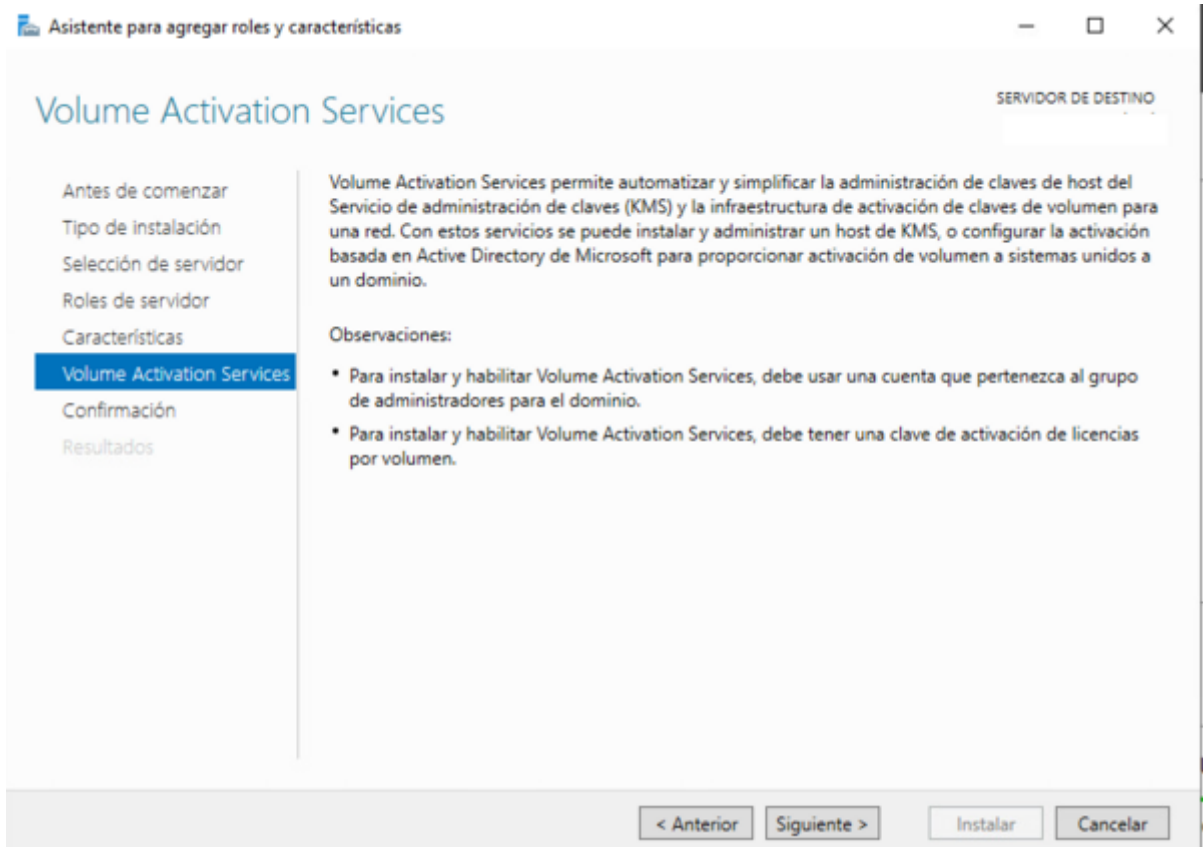 Asistente para agregar roles y características
Volume Activation Services
SERVIDOR DE DESTINO
Antes de comenzar
Tipo de instalación
Selección de servidor
Roles de servidor
Características
Volume Activation Services
Confirmación
Resultados
Volume Activation Services permite automatizar y simplificar la administración de claves de host del
Servicio de administración de claves (KMS) y la infraestructura de activación de claves de volumen para
una red. Con estos servicios se puede instalar y administrar un host de KMS, o configurar la activación
basada en Active Directory de Microsoft para proporcionar activación de volumen a sistemas unidos a
un dominio.
Observaciones:
• Para instalar y habilitar Volume Activation Services, debe usar una cuenta que pertenezca al grupo
de administradores para el dominio.
• Para instalar y habilitar Volume Activation Services, debe tener una clave de activación de licencias
por volumen.
< Anterior
Siguiente >
Instalar
Cancelar